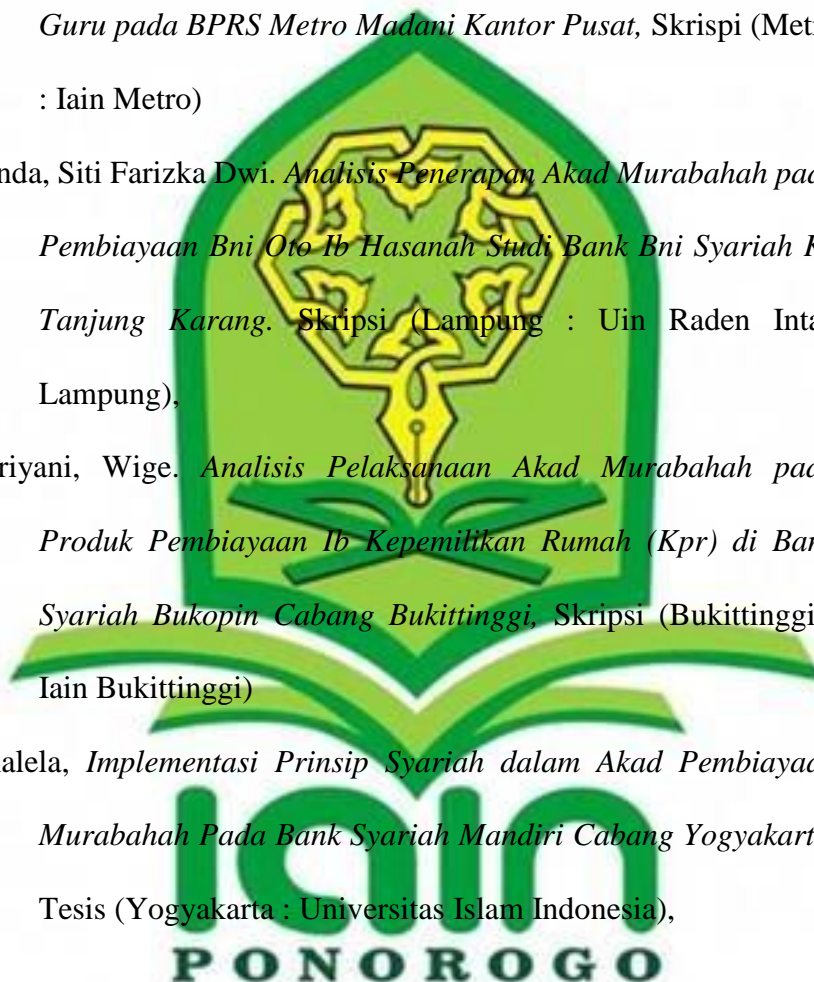 Guru pada BPRS Metro Madani Kantor Pusat, Skrispi (Met
: Iain Metro)
nda, Siti Farizka Dwi. Analisis Penerapan Akad Murabahah pad
Pembiayaan Bni Oto Ib Hasanah Studi Bank Bni Syariah K
Tanjung Karang. Skripsi (Lampung : Uin Raden Inta
Lampung),
riyani, Wige. Analisis Pelaksanaan Akad Murabahah pad
Produk Pembiayaan Ib Kepemilikan Rumah (Kpr) di Ban
Syariah Bukopin Cabang Bukittinggi, Skripsi (Bukittinggi
Iain Bukittinggi)
alela, Implementasi Prinsip Syariah dalam Akad Pembiayaa
Murabahah Pada Bank Syariah Mandiri Cabang Yogyakart
Tesis (Yogyakarta : Universitas Islam Indonesia),
iain
PONOROGO